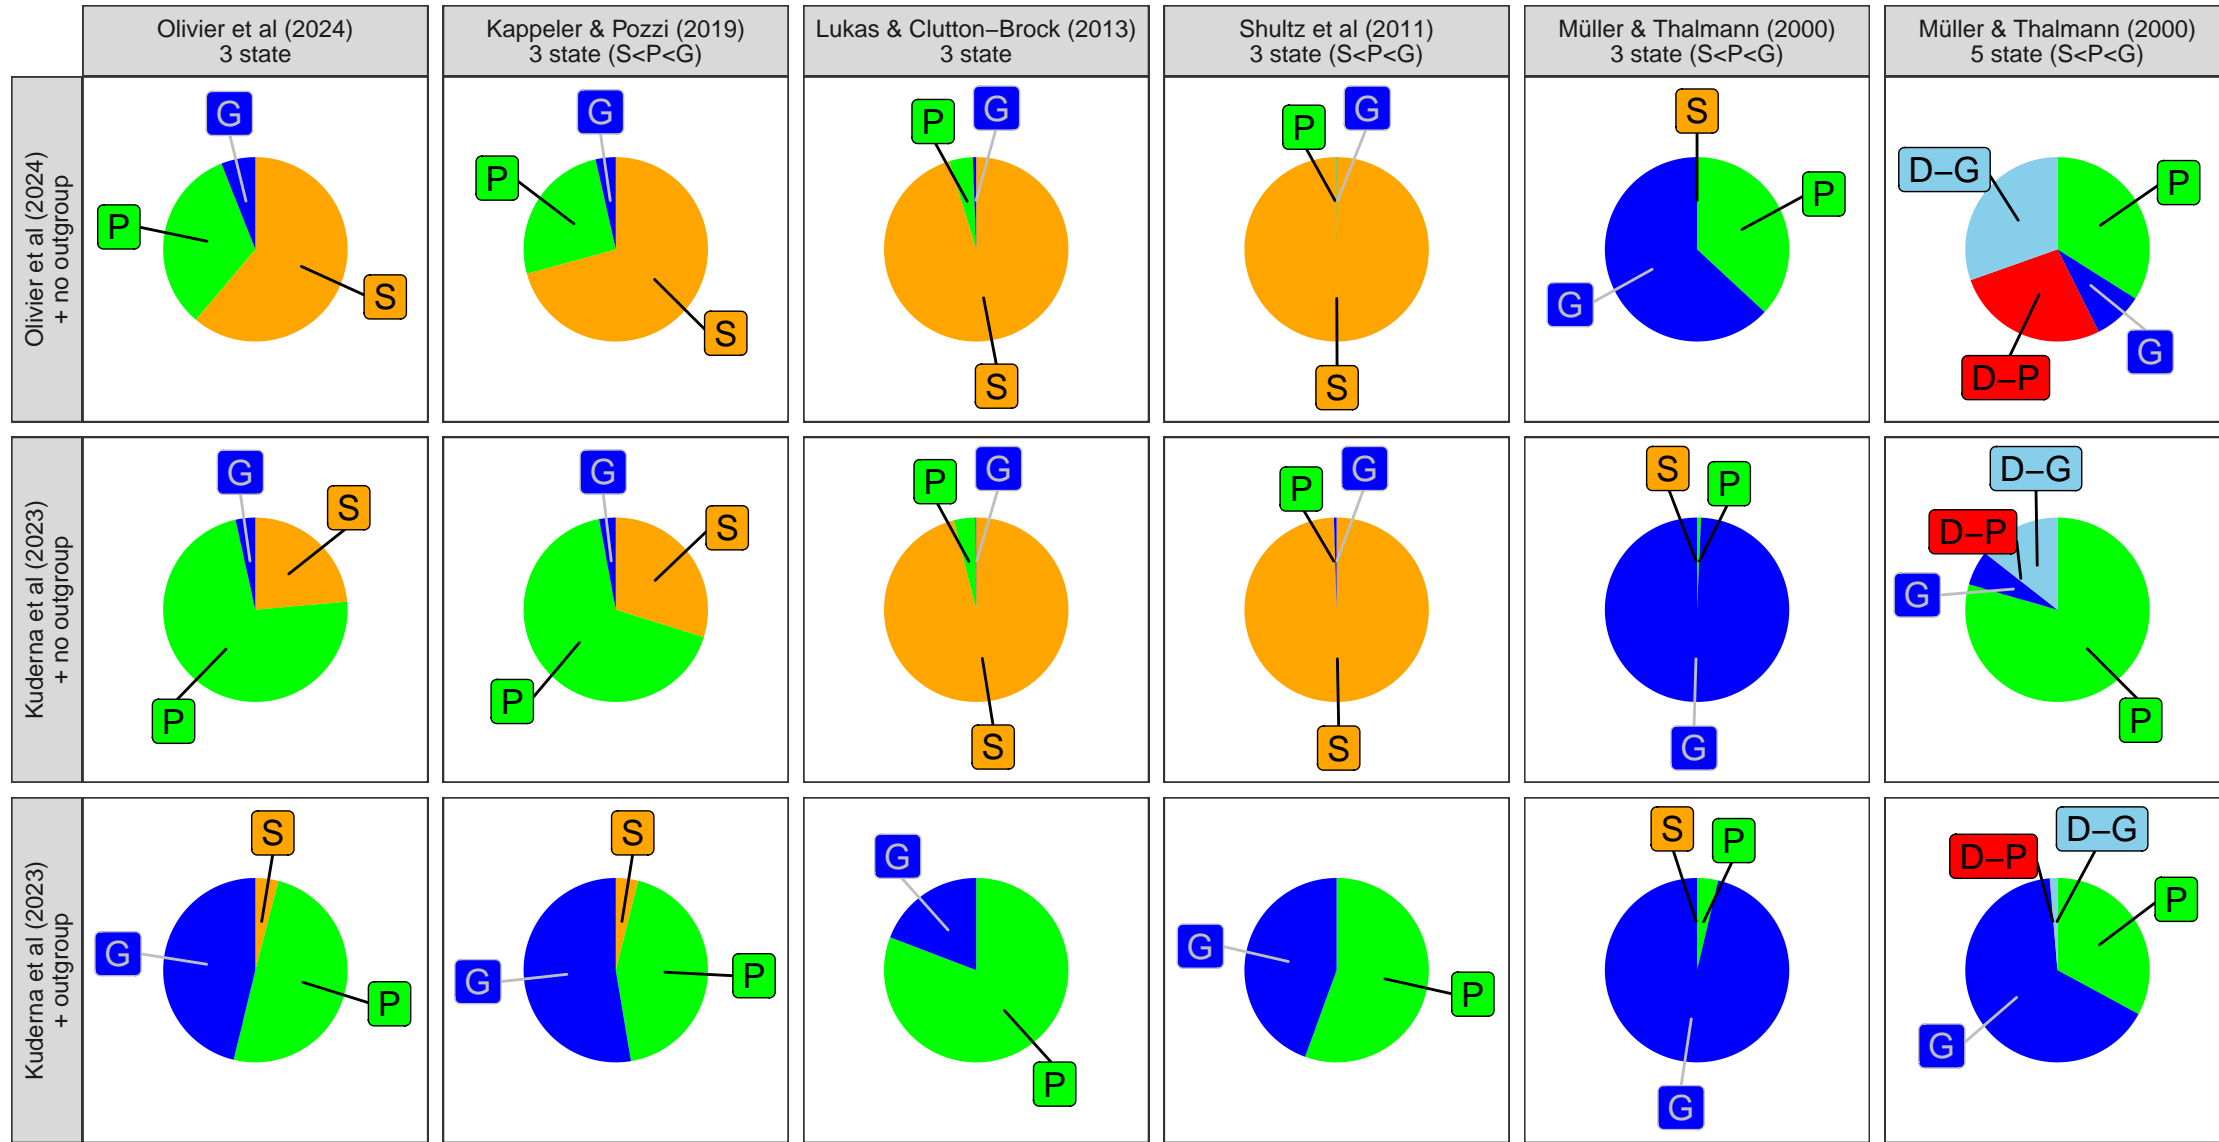 Olivier et al (2024)
3 state
Kappeler & Pozzi (2019)
3 state (S<P<G)
Lukas & Clutton−Brock (2013)
3 state
Shultz et al (2011)
3 state (S<P<G)
Müller & Thalmann (2000)
3 state (S<P<G)
Müller & Thalmann (2000)
5 state (S<P<G)
Olivier et al (2024)
+ no outgroup
G
P
S
G
P
S
P
G
S
P
G
S
S
P
G
D−G
P
D−P
G
Kuderna et al (2023)
+ no outgroup
G
S
P
G
S
P
P
G
S
P
G
S
S
P
G
D−G
D−P
G
P
Kuderna et al (2023)
+ outgroup
S
G
P
S
G
P
G
P
G
P
S
P
G
D−G
D−P
P
G